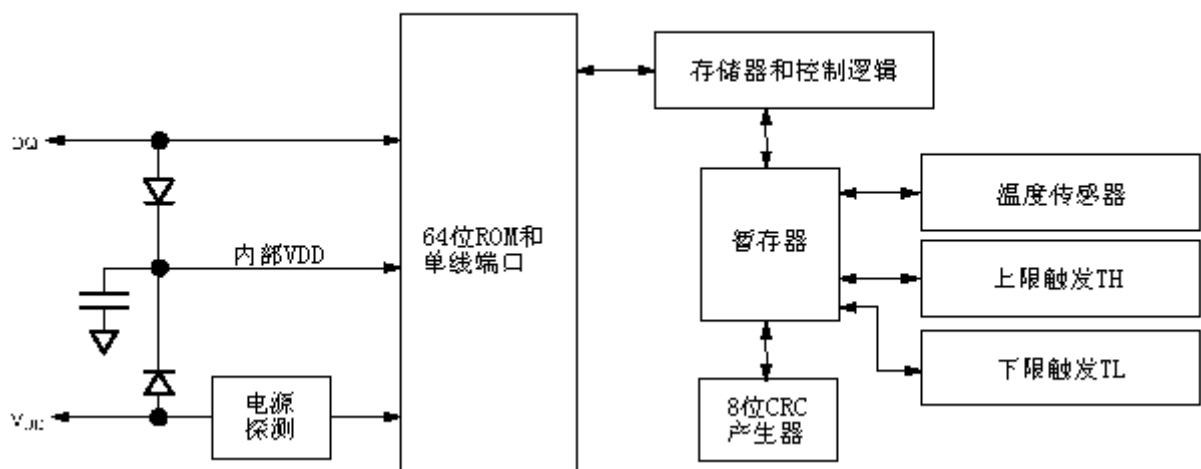 DQ
内部VDD
VDD
电源
探测
64位ROM和
单线端口
存储器和控制逻辑
暂存器
温度传感器
上限触发TH
下限触发TL
8位CRC
产生器